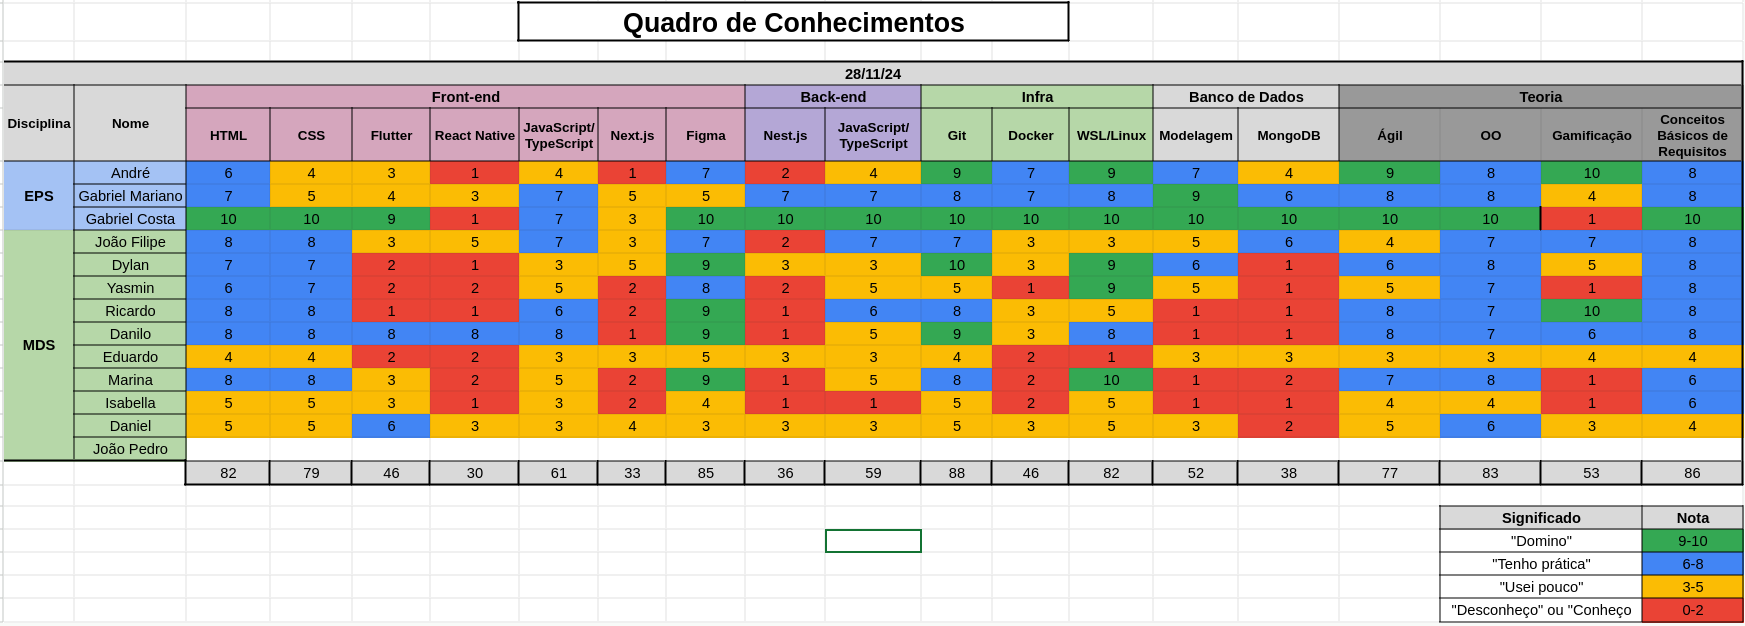 Quadro de Conhecimentos
28/11/24
Disciplina Nome Front-end Back-end Infra Banco de Dados Teoria
HTML CSS Flutter React Native JavaScript/ TypeScript Next.js Figma Nest.js JavaScript/ TypeScript Git Docker WSL/Linux Modelagem MongoDB Ágil OO Gamificação Conceitos Básicos de Requisitos
EPS
André 6 4 3 1 4 1 7 2 4 9 7 9 7 4 9 8 10 8
Gabriel Mariano 7 5 4 3 7 5 5 7 7 8 7 8 9 6 8 8 4 8
Gabriel Costa 10 10 9 1 7 3 10 10 10 10 10 10 10 10 10 10 1 10
MDS
João Filipe 8 8 3 5 7 3 7 2 7 7 3 3 5 6 4 7 7 8
Dylan 7 7 2 1 3 5 9 3 3 10 3 9 6 1 6 8 5 8
Yasmin 6 7 2 2 5 2 8 2 5 5 1 9 5 1 5 7 1 8
Ricardo 8 8 1 1 6 2 9 1 6 8 3 5 1 1 8 7 10 8
Danilo 8 8 8 8 8 1 9 1 5 9 3 8 1 1 8 7 6 8
Eduardo 4 4 2 2 3 3 5 3 3 4 2 1 3 3 3 3 4 4
Marina 8 8 3 2 5 2 9 1 5 8 2 10 1 2 7 8 1 6
Isabella 5 5 3 1 3 2 4 1 1 5 2 5 1 1 4 4 1 6
Daniel 5 5 6 3 3 4 3 3 3 5 3 5 3 2 5 6 3 4
João Pedro
82 79 46 30 61 33 85 36 59 88 46 82 52 38 77 83 53 86
Significado Nota
"Domino" 9-10
"Tenho prática" 6-8
"Usei pouco" 3-5
"Desconheço" ou "Conheço 0-2